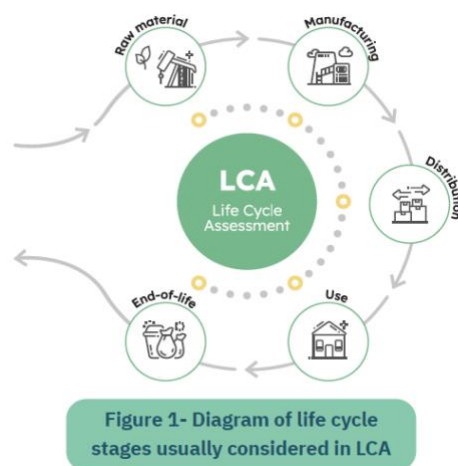 Raw material
Manufacturing
Distribution
LCA
Life Cycle
Assessment
End-of-life
Use
Figure 1- Diagram of life cycle
stages usually considered in LCA